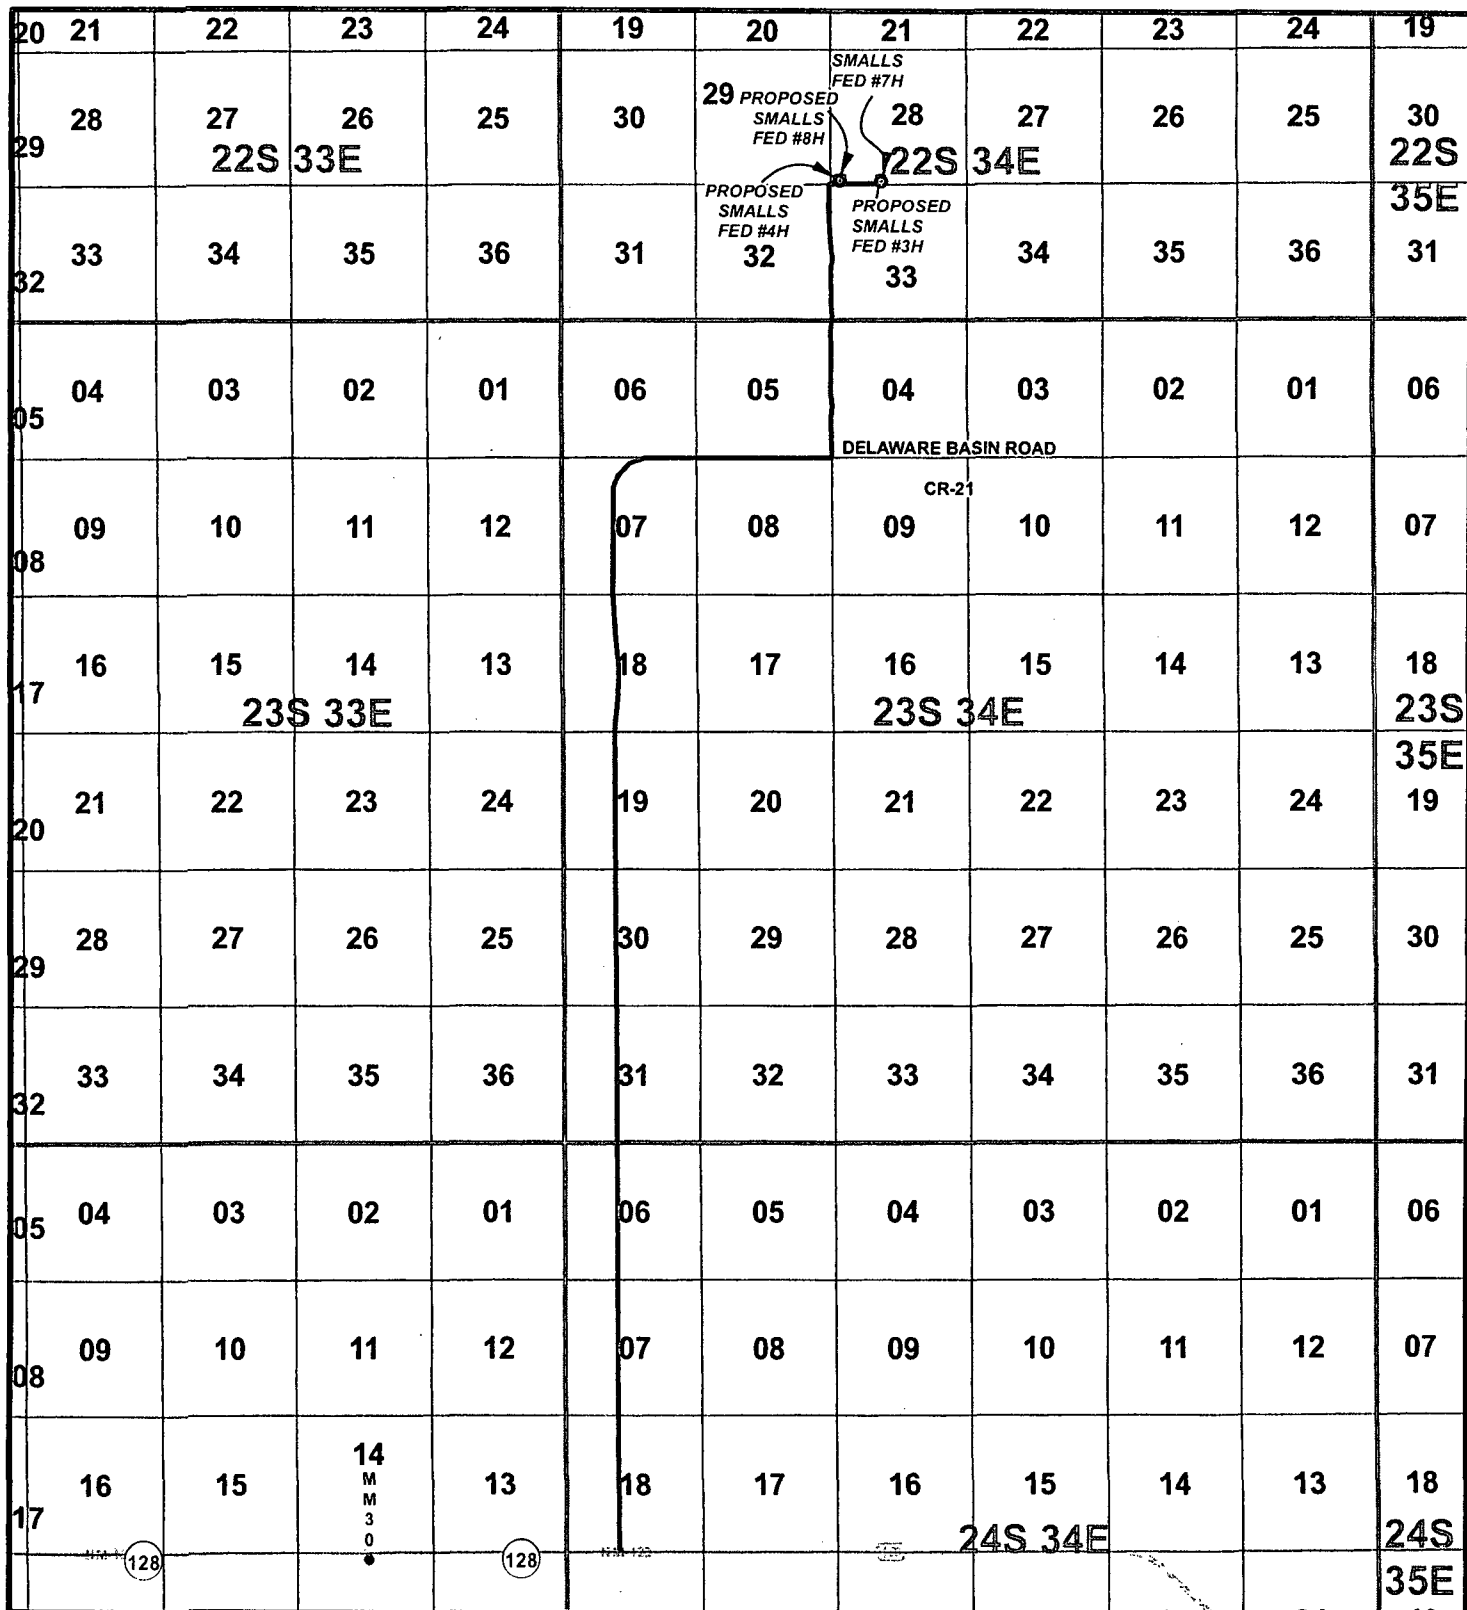 20 21 22 23 24 19 20 21 22 23 24 19
SMALLS
FED #7H
29 PROPOSED
SMALLS
FED #8H
28 27 26 25 30 28 27 26 25 30
29
22S 33E 22S 34E 22S
35E
PROPOSED
SMALLS
FED #4H
PROPOSED
SMALLS
FED #3H
33 34 35 36 31 32 33 34 35 36 31
32
04 03 02 01 06 05 04 03 02 01 06
05
DELAWARE BASIN ROAD
CR-21
09 10 11 12 07 08 09 10 11 12 07
08
16 15 14 13 18 17 16 15 14 13 18
17
23S 33E 23S 34E 23S
35E
21 22 23 24 19 20 21 22 23 24 19
20
28 27 26 25 30 29 28 27 26 25 30
29
33 34 35 36 31 32 33 34 35 36 31
32
04 03 02 01 06 05 04 03 02 01 06
05
09 10 11 12 07 08 09 10 11 12 07
08
16 15 14 13 18 17 16 15 14 13 18
MM30
17
24S 34E 24S
35E
128 128